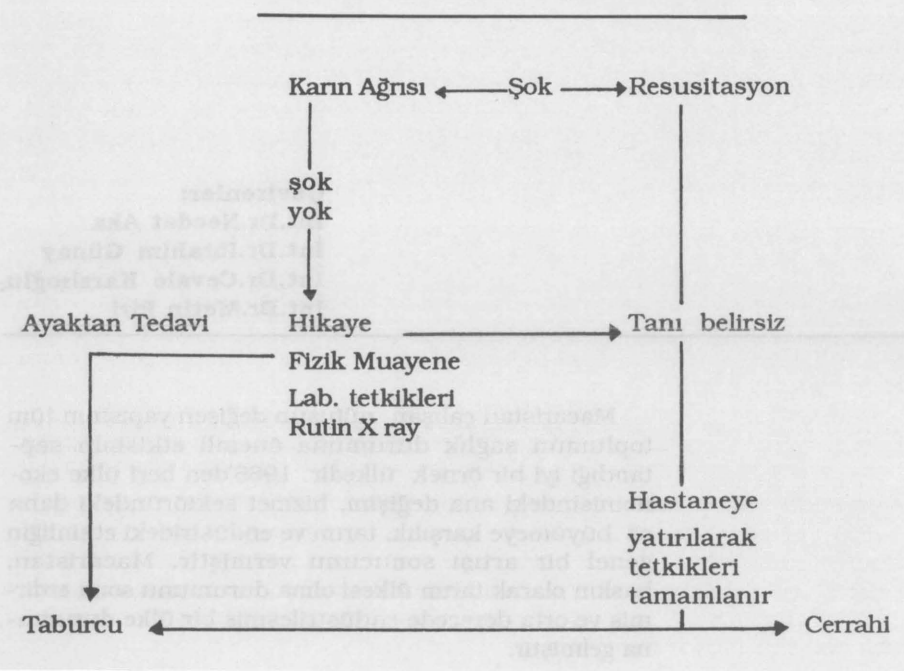 Karın Ağrısı Şok Resusitasyon
şok
yok
Ayaktan Tedavi Hikaye Tanı belirsiz
Fizik Muayene
Lab. tetkikleri
Rutin X ray
Hastaneye
yatırılarak
tetkikleri
tamamlanır
Taburcu Cerrahi